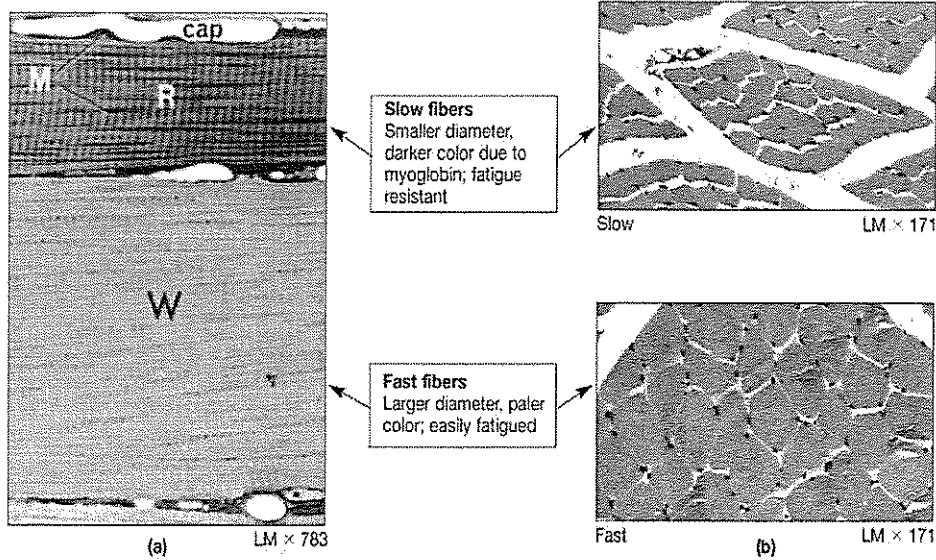 cap
M
R
W
(a)
LM × 783
Slow fibers
Smaller diameter,
darker color due to
myoglobin; fatigue
resistant
Fast fibers
Larger diameter, paler
color; easily fatigued
Slow
LM × 171
Fast
(b)
LM × 171